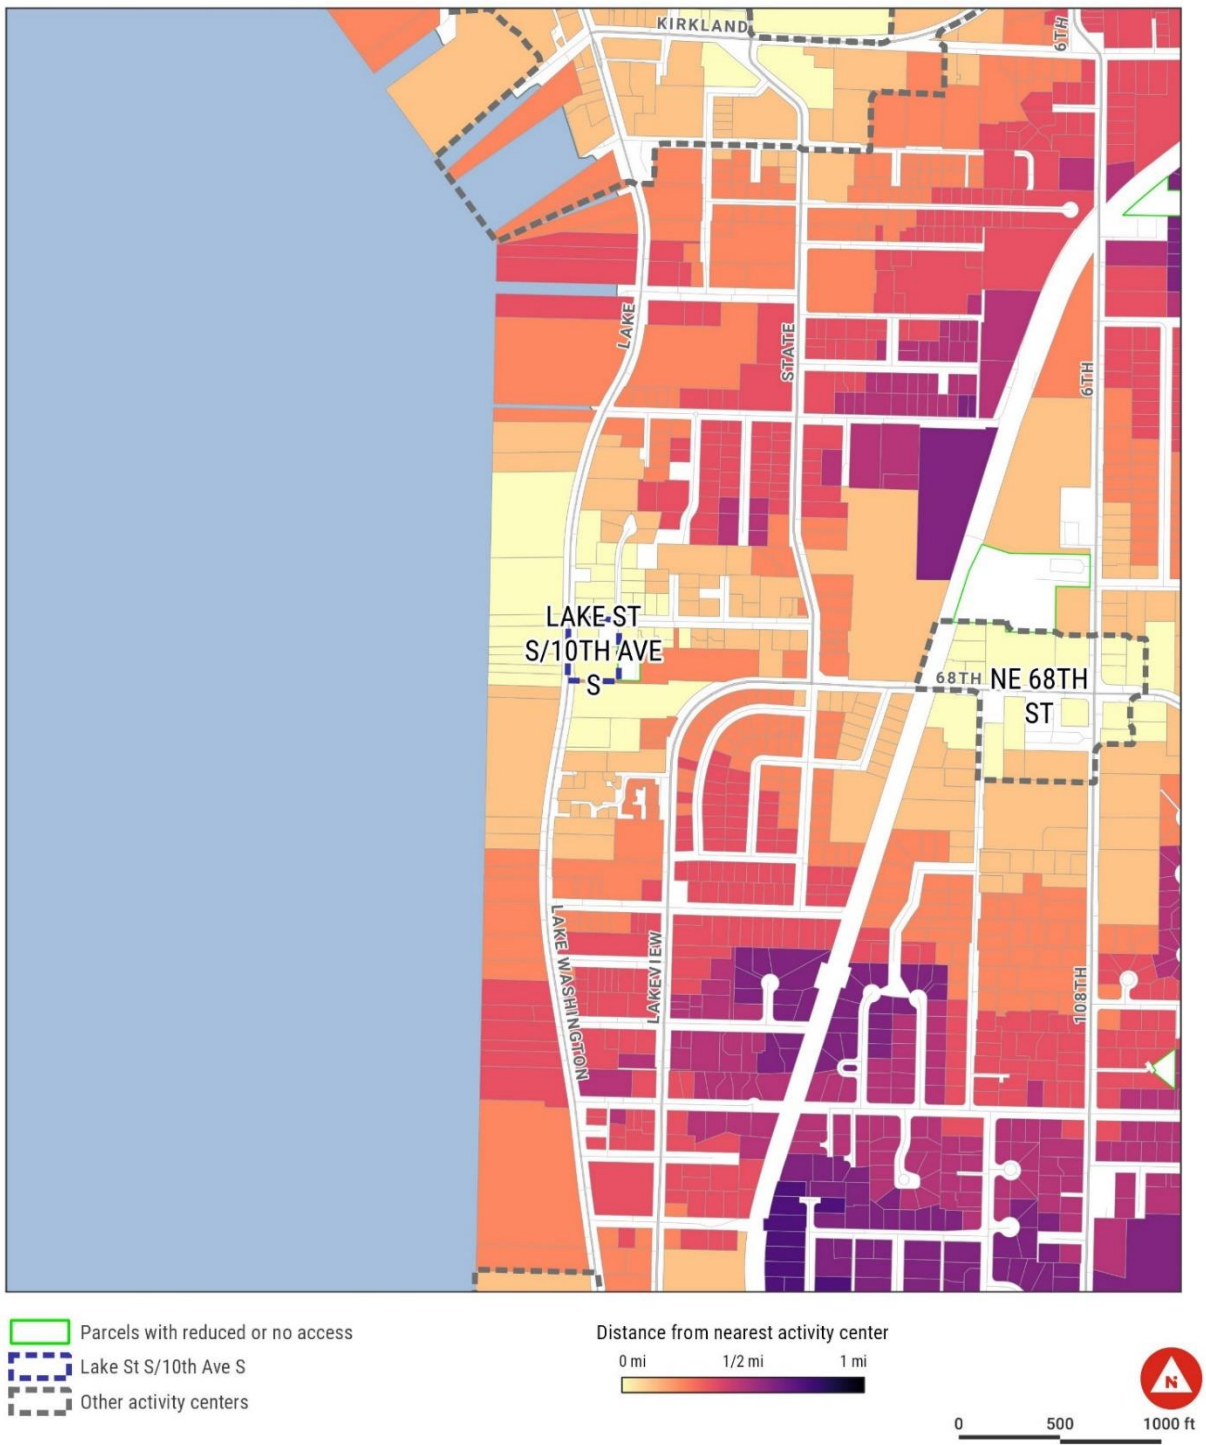 KIRKLAND
6TH
LAKE
STATE
6TH
LAKE ST
S/10TH AVE
S
68TH
NE 68TH
ST
LAKE WASHINGTON
LAKEVIEW
108TH
Parcels with reduced or no access
Lake St S/10th Ave S
Other activity centers
Distance from nearest activity center
0 mi 1/2 mi 1 mi
N
0 500 1000 ft